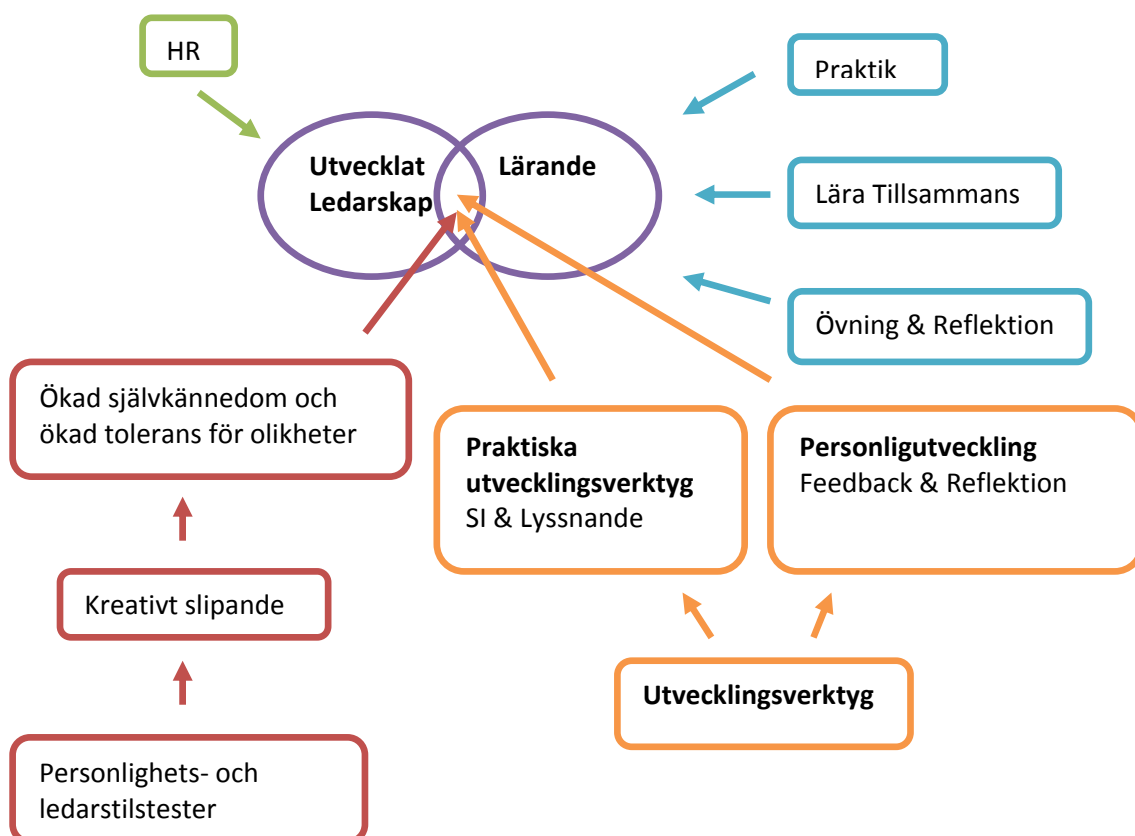 HR
Praktik
Utvecklat
Ledarskap
Lärande
Lära Tillsammans
Övning & Reflektion
Ökad självkännedom och
ökad tolerans för olikheter
Praktiska
utvecklingsverktyg
SI & Lyssnande
Personligutveckling
Feedback & Reflektion
Kreativt slipande
Utvecklingsverktyg
Personlighets- och
ledarstilstester